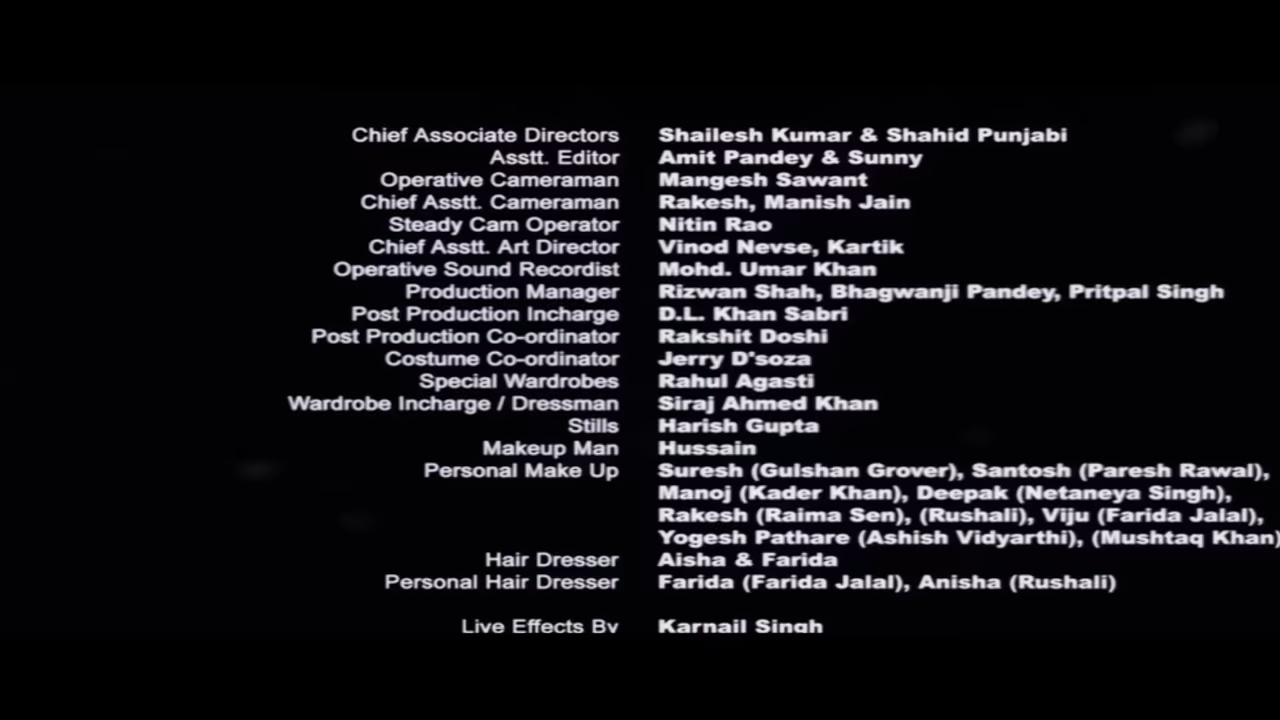 Chief Associate Directors Shailesh Kumar & Shahid Punjabi
Asstt. Editor Amit Pandey & Sunny
Operative Cameraman Mangesh Sawant
Chief Asstt. Cameraman Rakesh, Manish Jain
Steady Cam Operator Nitin Rao
Chief Asstt. Art Director Vinod Nevse, Kartik
Operative Sound Recordist Mohd. Umar Khan
Production Manager Rizwan Shah, Bhagwanji Pandey, Pritpal Singh
Post Production Incharge D.L. Khan Sabri
Post Production Co-ordinator Rakshit Doshi
Costume Co-ordinator Jerry D'soza
Special Wardrobes Rahul Agasti
Wardrobe Incharge / Dressman Siraj Ahmed Khan
Stills Harish Gupta
Makeup Man Hussain
Personal Make Up Suresh (Gulshan Grover), Santosh (Paresh Rawal),
Manoj (Kader Khan), Deepak (Netaneya Singh),
Rakesh (Raima Sen), (Rushali), Viju (Farida Jalal),
Yogesh Pathare (Ashish Vidyarthi), (Mushtaq Khan)
Hair Dresser Aisha & Farida
Personal Hair Dresser Farida (Farida Jalal), Anisha (Rushali)
Live Effects By Karnail Singh